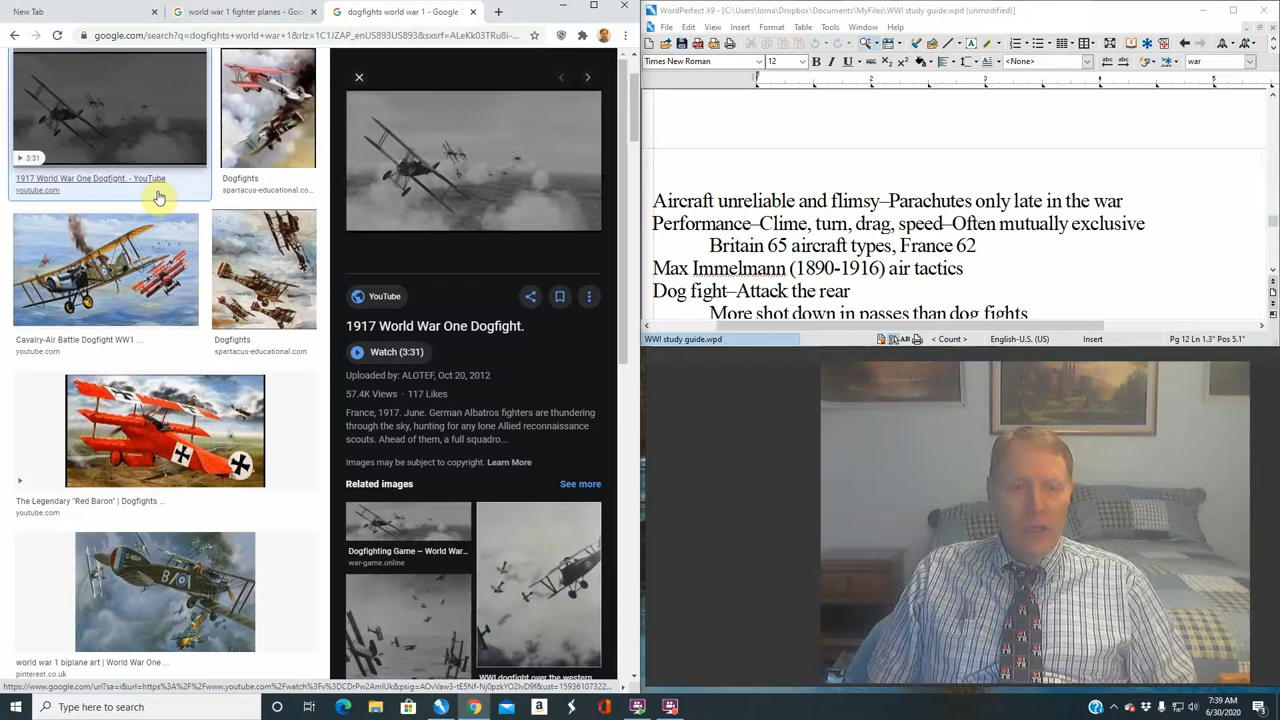 New Tab
world war 1 fighter planes - Goo
dogfights world war 1 - Google S
google.com/search?q=dogfights+world+war+1&rlz=1C1JZAP_enUS893US893&sxsrf=ALeKk03TRu8i-...
3:31
1917 World War One Dogfight. - YouTube
youtube.com
Dogfights
spartacus-educational.co...
Cavalry-Air Battle Dogfight WW1 ...
youtube.com
Dogfights
spartacus-educational.com
The Legendary "Red Baron" | Dogfights ...
youtube.com
world war 1 biplane art | World War One ...
pinterest.co.uk
YouTube
1917 World War One Dogfight.
Watch (3:31)
Uploaded by: ALOTEF, Oct 20, 2012
57.4K Views · 117 Likes
France, 1917. June. German Albatros fighters are thundering
through the sky, hunting for any lone Allied reconnaissance
scouts. Ahead of them, a full squadro...
Images may be subject to copyright. Learn More
Related images
See more
Dogfighting Game – World War...
war-game.online
WWI dogfight over the western
WordPerfect X9 - [C:\Users\lorna\Dropbox\Documents\MyFiles\WWI study guide.wpd (unmodified)]
File Edit View Insert Format Table Tools Window Help
Times New Roman
12
<None>
war
Aircraft unreliable and flimsy–Parachutes only late in the war
Performance–Clime, turn, drag, speed–Often mutually exclusive
Britain 65 aircraft types, France 62
Max Immelmann (1890-1916) air tactics
Dog fight–Attack the rear
More shot down in passes than dog fights
WWI study guide.wpd
AB
< Count >
English-U.S. (US)
Insert
Pg 12 Ln 1.3" Pos 5.1"
Type here to search
7:39 AM
6/30/2020